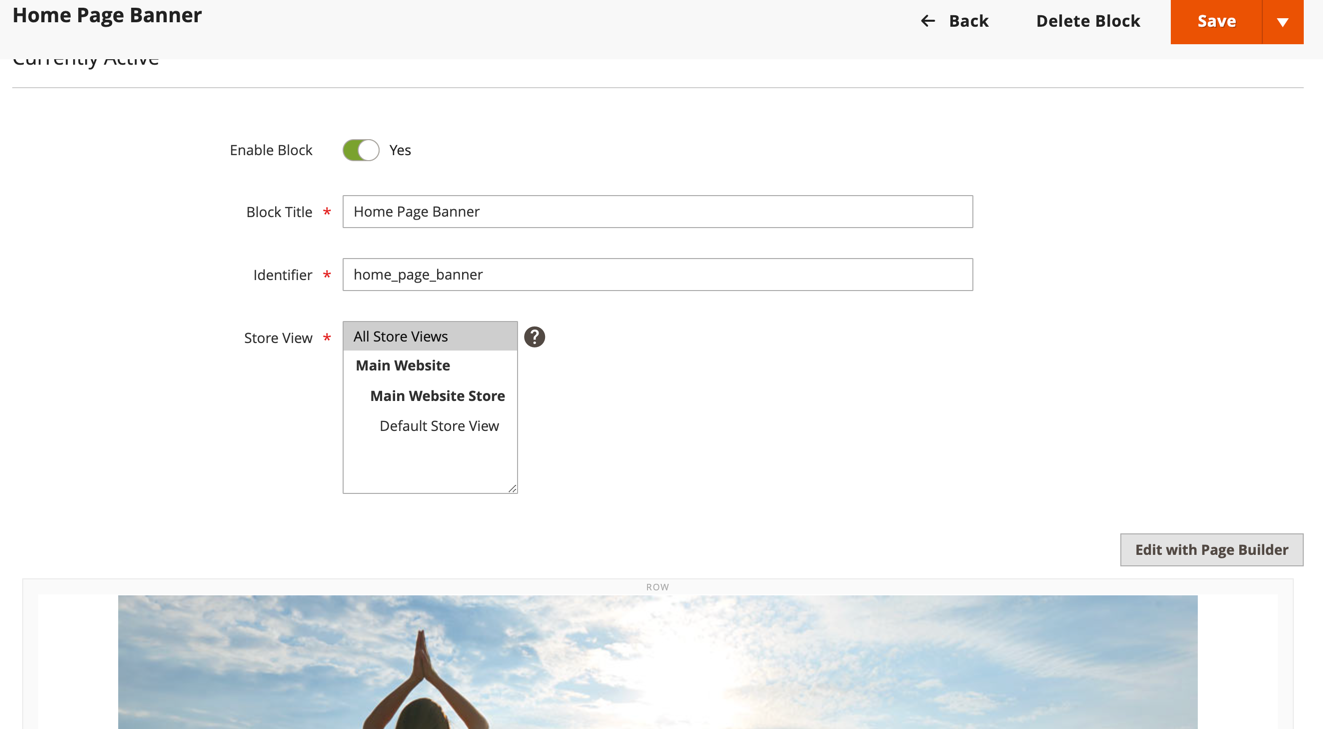 Home Page Banner
Back
Delete Block
Save
Currently Active
Enable Block
Yes
Block Title *
Home Page Banner
Identifier *
home_page_banner
Store View *
All Store Views
?
Main Website
Main Website Store
Default Store View
Edit with Page Builder
ROW